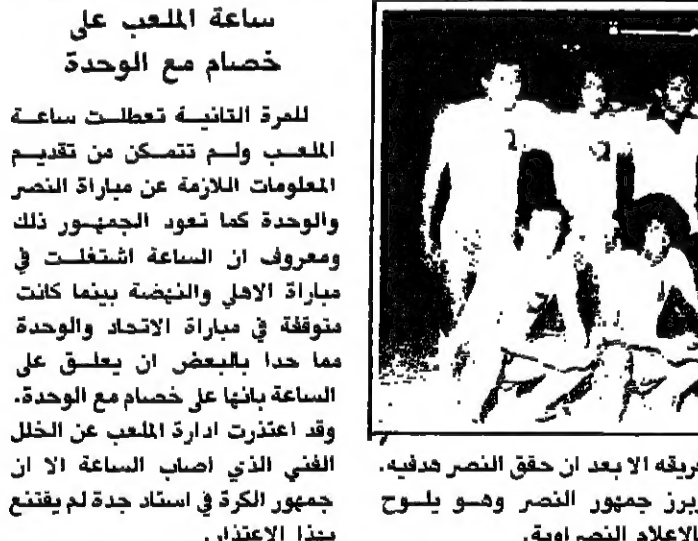 ساعة الملعب على
خصام مع الوحدة
للمرة الثانية تعطلت ساعة
الملعب ولم تتمكن من تقديم
المعلومات اللازمة عن مباراة النصر
والوحدة كما تعود الجمهور ذلك
ومعروف ان الساعة اشتغلت في
مباراة الاهلي والنهضة بينما كانت
متوقفة في مباراة الاتحاد والوحدة
مما حدا بالبعض ان يعلق على
الساعة بانها على خصام مع الوحدة.
وقد اعتذرت ادارة الملعب عن الخلل
الفني الذي اصاب الساعة الا ان
جمهور الكرة في استاد جدة لم يقتنع
بهذا الاعتذار.
فريقه الا بعد ان حقق النصر هدفيه.
يبرز جمهور النصر وهو يلوح
الاعلام النصراوية.